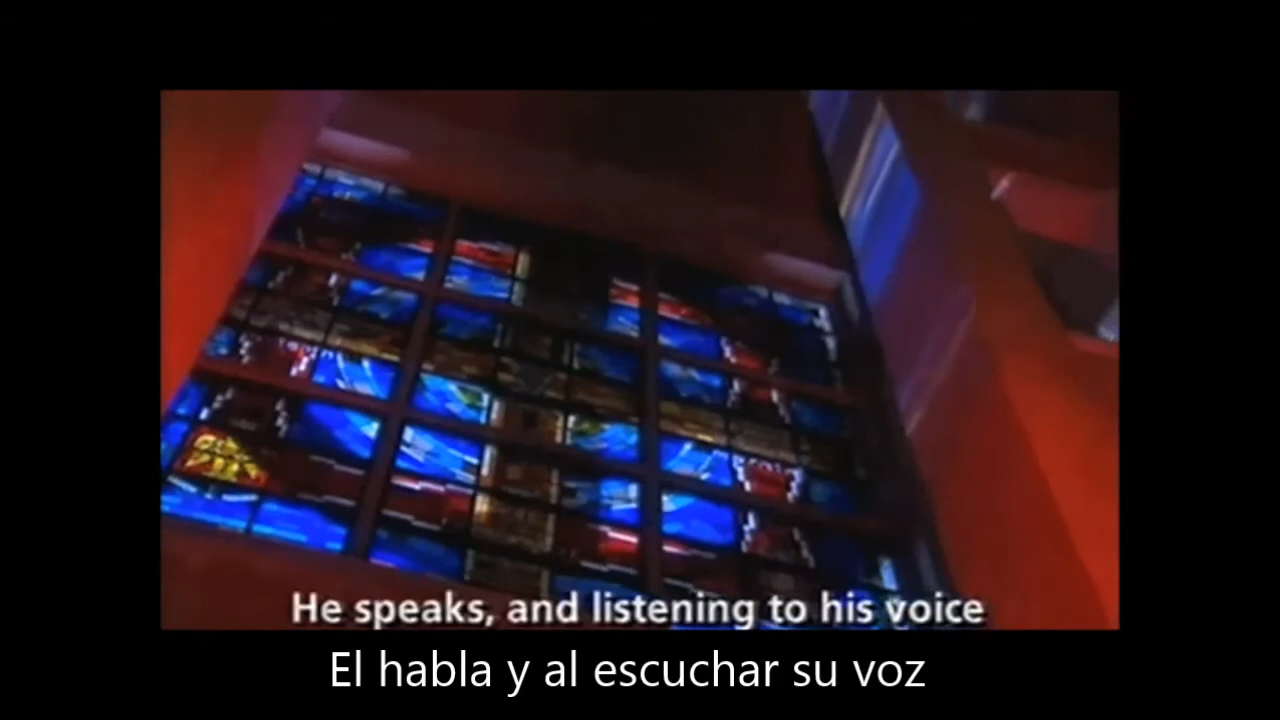 He speaks, and listening to his voice
El habla y al escuchar su voz